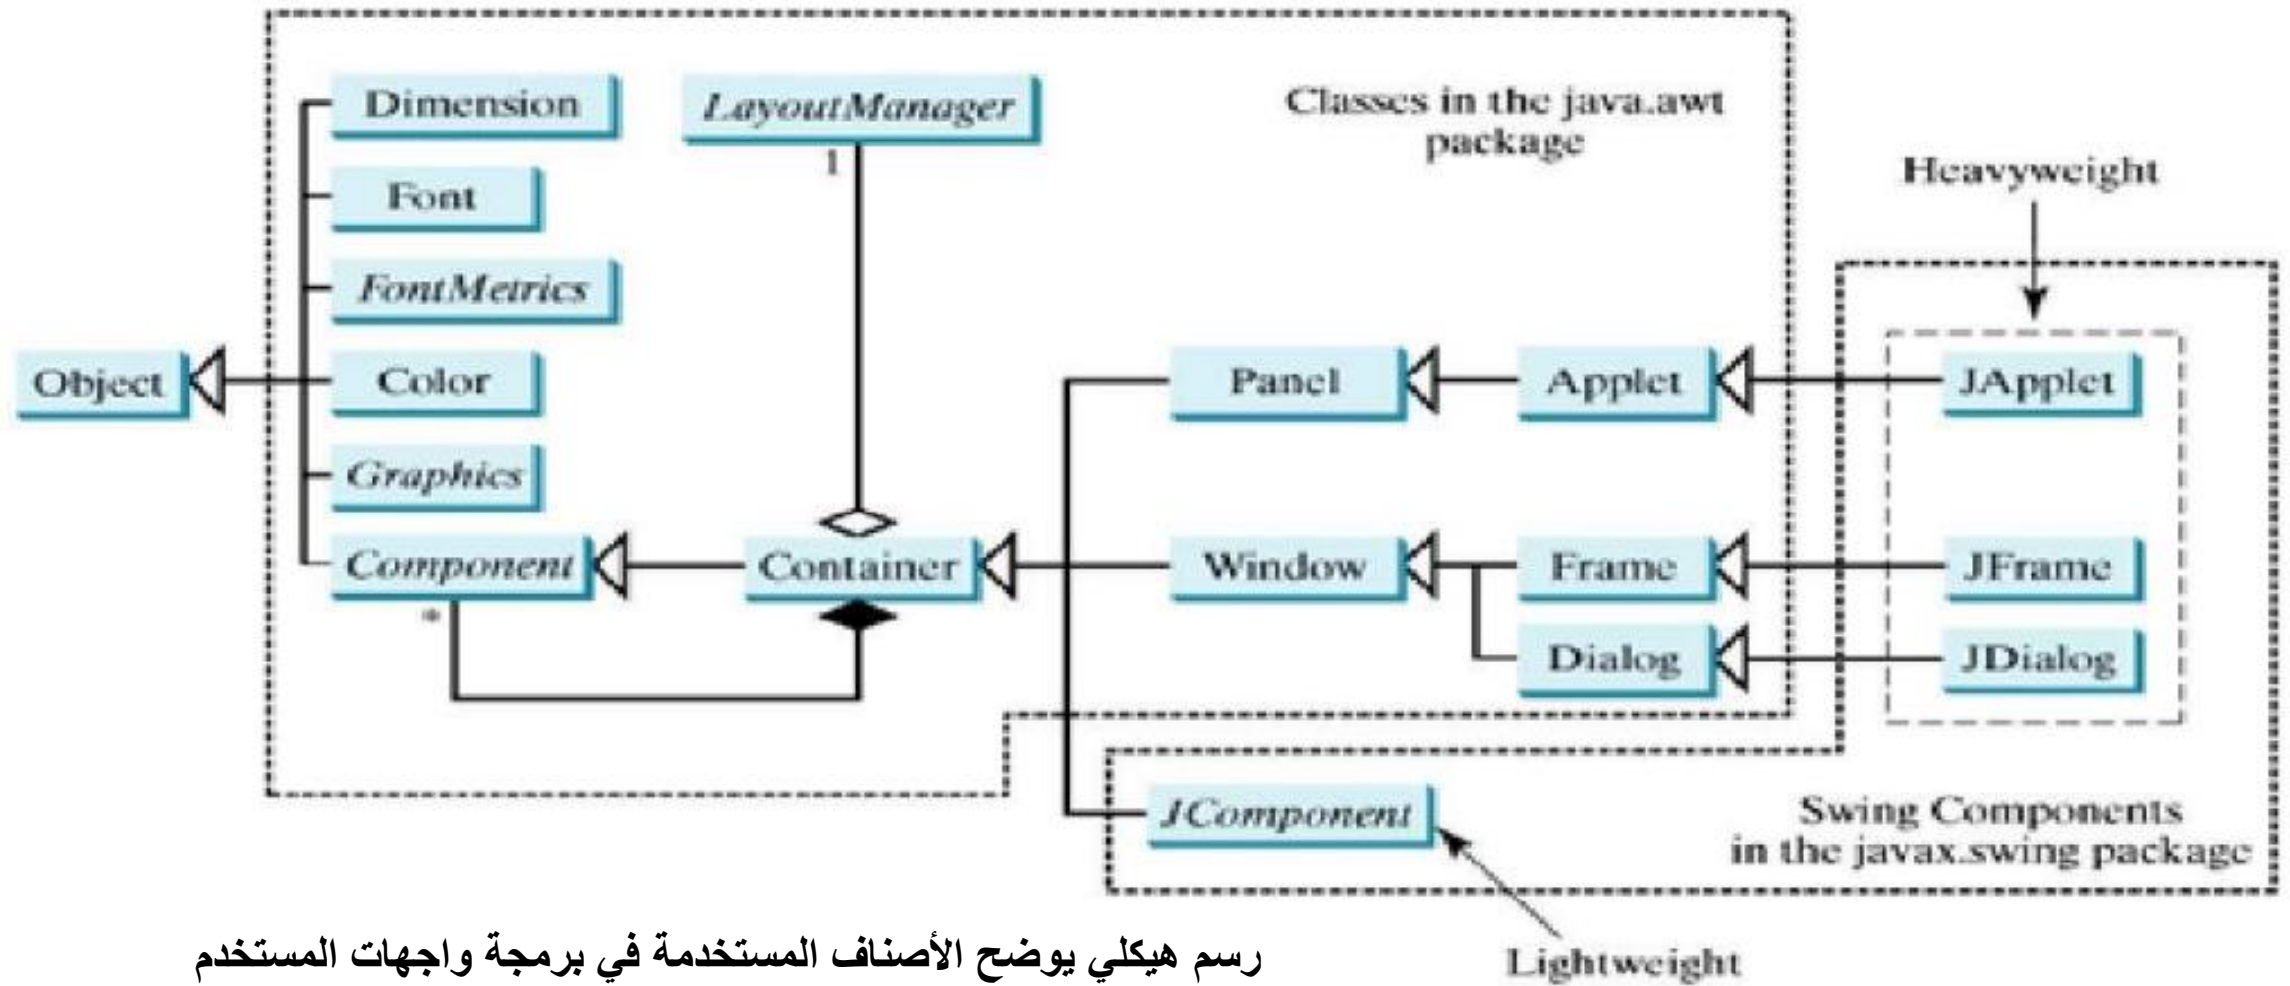 Dimension
LayoutManager
Classes in the java.awt
package
1
Heavyweight
Font
FontMetrics
Object
Color
Panel
Applet
JApplet
Graphics
Component
Container
Window
Frame
JFrame
*
Dialog
JDialog
JComponent
Swing Components
in the javax.swing package
رسم هيكلي يوضح الأصناف المستخدمة في برمجة واجهات المستخدم
Lightweight